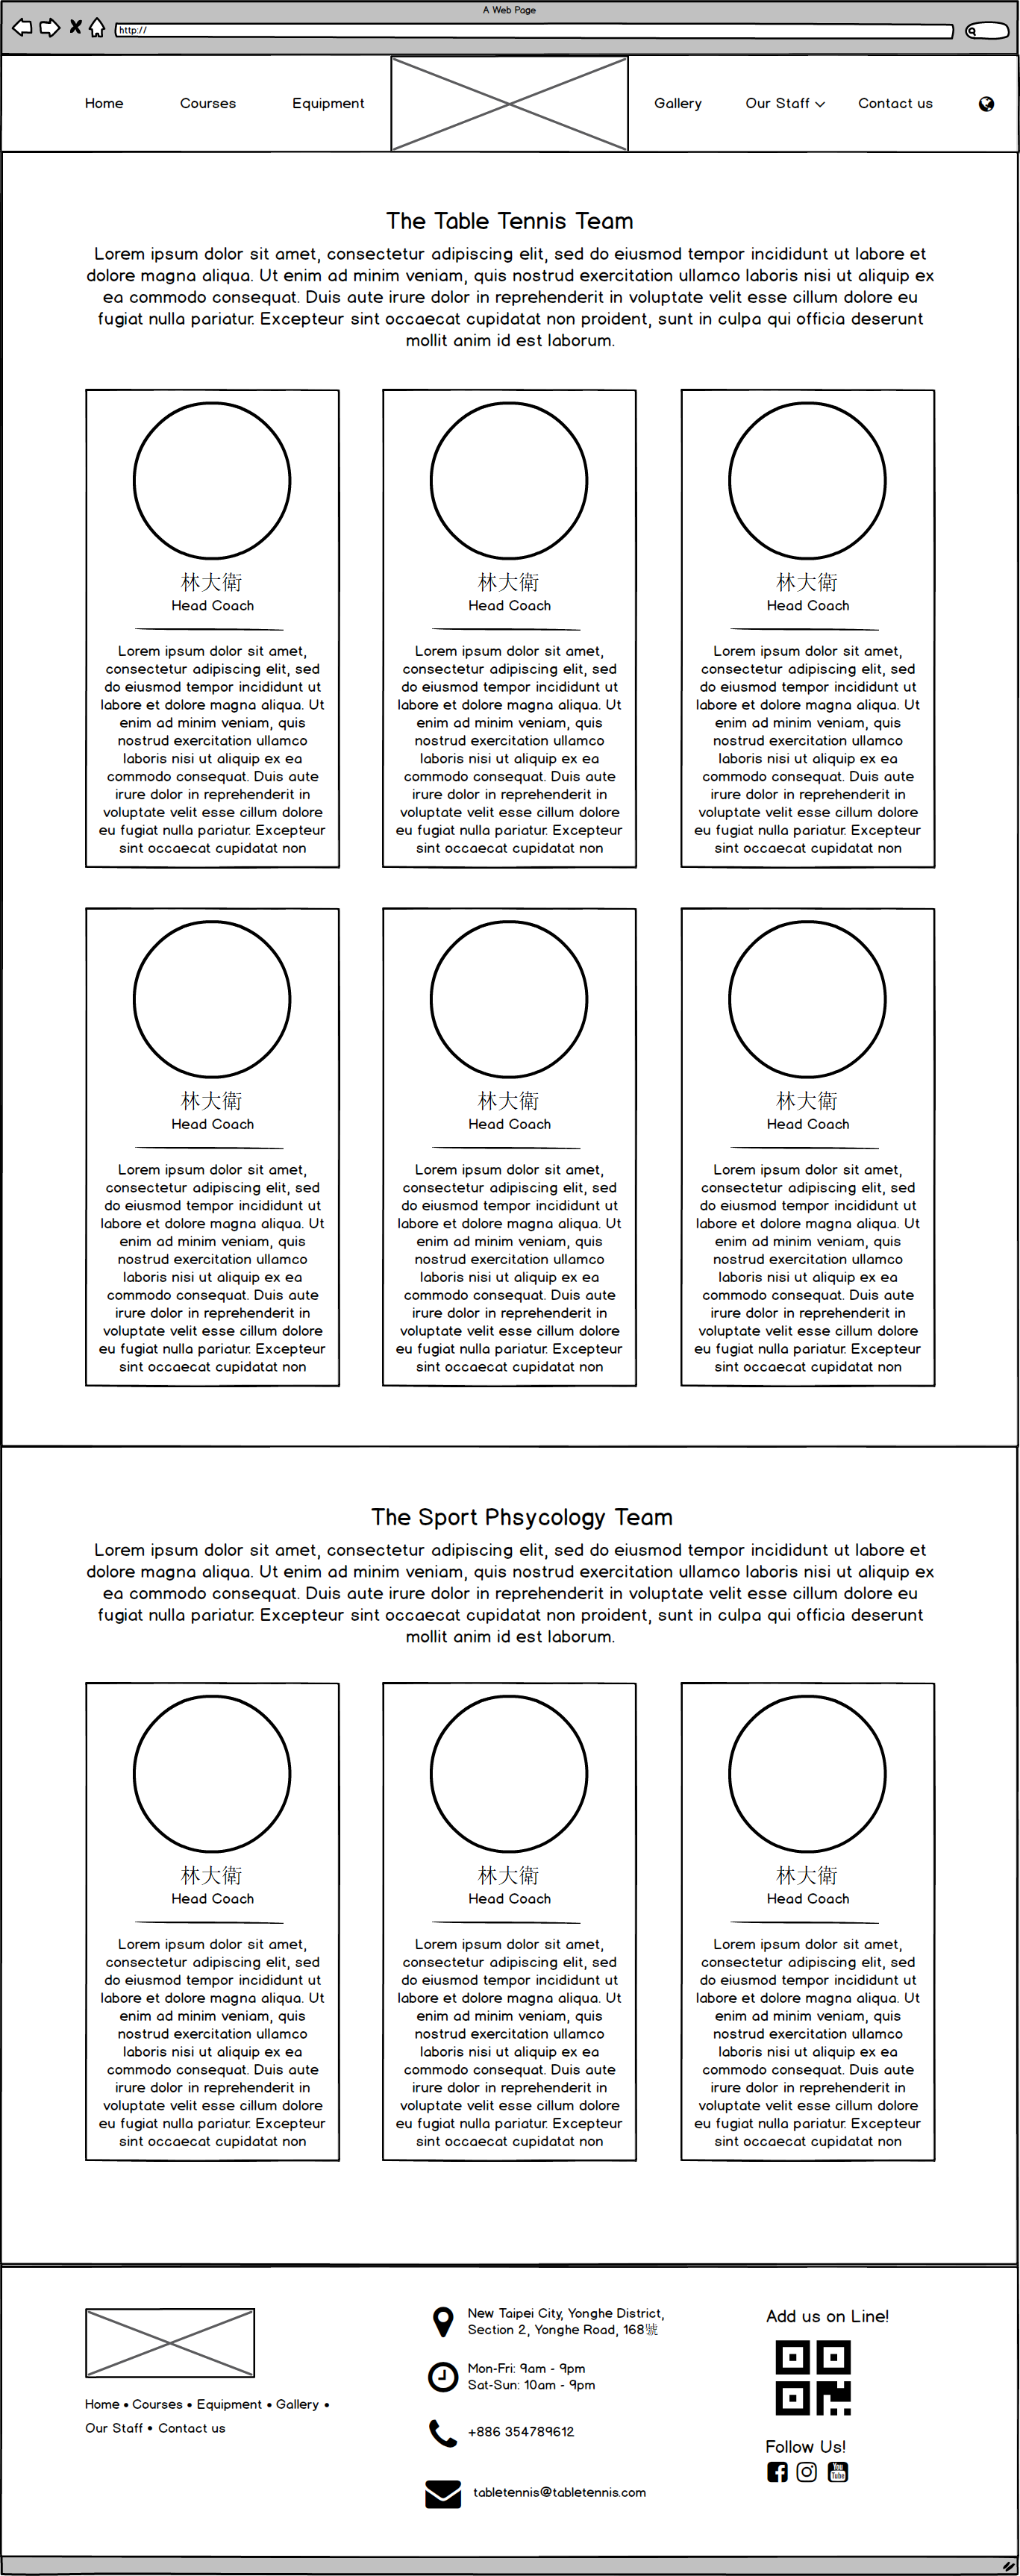 A Web Page
http://
Home Courses Equipment Gallery Our Staff Contact us
The Table Tennis Team
Lorem ipsum dolor sit amet, consectetur adipiscing elit, sed do eiusmod tempor incididunt ut labore et
dolore magna aliqua. Ut enim ad minim veniam, quis nostrud exercitation ullamco laboris nisi ut aliquip ex
ea commodo consequat. Duis aute irure dolor in reprehenderit in voluptate velit esse cillum dolore eu
fugiat nulla pariatur. Excepteur sint occaecat cupidatat non proident, sunt in culpa qui officia deserunt
mollit anim id est laborum.
林大衛
Head Coach
Lorem ipsum dolor sit amet,
consectetur adipiscing elit, sed
do eiusmod tempor incididunt ut
labore et dolore magna aliqua. Ut
enim ad minim veniam, quis
nostrud exercitation ullamco
laboris nisi ut aliquip ex ea
commodo consequat. Duis aute
irure dolor in reprehenderit in
voluptate velit esse cillum dolore
eu fugiat nulla pariatur. Excepteur
sint occaecat cupidatat non
林大衛
Head Coach
Lorem ipsum dolor sit amet,
consectetur adipiscing elit, sed
do eiusmod tempor incididunt ut
labore et dolore magna aliqua. Ut
enim ad minim veniam, quis
nostrud exercitation ullamco
laboris nisi ut aliquip ex ea
commodo consequat. Duis aute
irure dolor in reprehenderit in
voluptate velit esse cillum dolore
eu fugiat nulla pariatur. Excepteur
sint occaecat cupidatat non
林大衛
Head Coach
Lorem ipsum dolor sit amet,
consectetur adipiscing elit, sed
do eiusmod tempor incididunt ut
labore et dolore magna aliqua. Ut
enim ad minim veniam, quis
nostrud exercitation ullamco
laboris nisi ut aliquip ex ea
commodo consequat. Duis aute
irure dolor in reprehenderit in
voluptate velit esse cillum dolore
eu fugiat nulla pariatur. Excepteur
sint occaecat cupidatat non
林大衛
Head Coach
Lorem ipsum dolor sit amet,
consectetur adipiscing elit, sed
do eiusmod tempor incididunt ut
labore et dolore magna aliqua. Ut
enim ad minim veniam, quis
nostrud exercitation ullamco
laboris nisi ut aliquip ex ea
commodo consequat. Duis aute
irure dolor in reprehenderit in
voluptate velit esse cillum dolore
eu fugiat nulla pariatur. Excepteur
sint occaecat cupidatat non
林大衛
Head Coach
Lorem ipsum dolor sit amet,
consectetur adipiscing elit, sed
do eiusmod tempor incididunt ut
labore et dolore magna aliqua. Ut
enim ad minim veniam, quis
nostrud exercitation ullamco
laboris nisi ut aliquip ex ea
commodo consequat. Duis aute
irure dolor in reprehenderit in
voluptate velit esse cillum dolore
eu fugiat nulla pariatur. Excepteur
sint occaecat cupidatat non
林大衛
Head Coach
Lorem ipsum dolor sit amet,
consectetur adipiscing elit, sed
do eiusmod tempor incididunt ut
labore et dolore magna aliqua. Ut
enim ad minim veniam, quis
nostrud exercitation ullamco
laboris nisi ut aliquip ex ea
commodo consequat. Duis aute
irure dolor in reprehenderit in
voluptate velit esse cillum dolore
eu fugiat nulla pariatur. Excepteur
sint occaecat cupidatat non
The Sport Phsycology Team
Lorem ipsum dolor sit amet, consectetur adipiscing elit, sed do eiusmod tempor incididunt ut labore et
dolore magna aliqua. Ut enim ad minim veniam, quis nostrud exercitation ullamco laboris nisi ut aliquip ex
ea commodo consequat. Duis aute irure dolor in reprehenderit in voluptate velit esse cillum dolore eu
fugiat nulla pariatur. Excepteur sint occaecat cupidatat non proident, sunt in culpa qui officia deserunt
mollit anim id est laborum.
林大衛
Head Coach
Lorem ipsum dolor sit amet,
consectetur adipiscing elit, sed
do eiusmod tempor incididunt ut
labore et dolore magna aliqua. Ut
enim ad minim veniam, quis
nostrud exercitation ullamco
laboris nisi ut aliquip ex ea
commodo consequat. Duis aute
irure dolor in reprehenderit in
voluptate velit esse cillum dolore
eu fugiat nulla pariatur. Excepteur
sint occaecat cupidatat non
林大衛
Head Coach
Lorem ipsum dolor sit amet,
consectetur adipiscing elit, sed
do eiusmod tempor incididunt ut
labore et dolore magna aliqua. Ut
enim ad minim veniam, quis
nostrud exercitation ullamco
laboris nisi ut aliquip ex ea
commodo consequat. Duis aute
irure dolor in reprehenderit in
voluptate velit esse cillum dolore
eu fugiat nulla pariatur. Excepteur
sint occaecat cupidatat non
林大衛
Head Coach
Lorem ipsum dolor sit amet,
consectetur adipiscing elit, sed
do eiusmod tempor incididunt ut
labore et dolore magna aliqua. Ut
enim ad minim veniam, quis
nostrud exercitation ullamco
laboris nisi ut aliquip ex ea
commodo consequat. Duis aute
irure dolor in reprehenderit in
voluptate velit esse cillum dolore
eu fugiat nulla pariatur. Excepteur
sint occaecat cupidatat non
Home • Courses • Equipment • Gallery •
Our Staff • Contact us
New Taipei City, Yonghe District,
Section 2, Yonghe Road, 168號
Mon-Fri: 9am - 9pm
Sat-Sun: 10am - 9pm
+886 354789612
tabletennis@tabletennis.com
Add us on Line!
Follow Us!
You
Tube